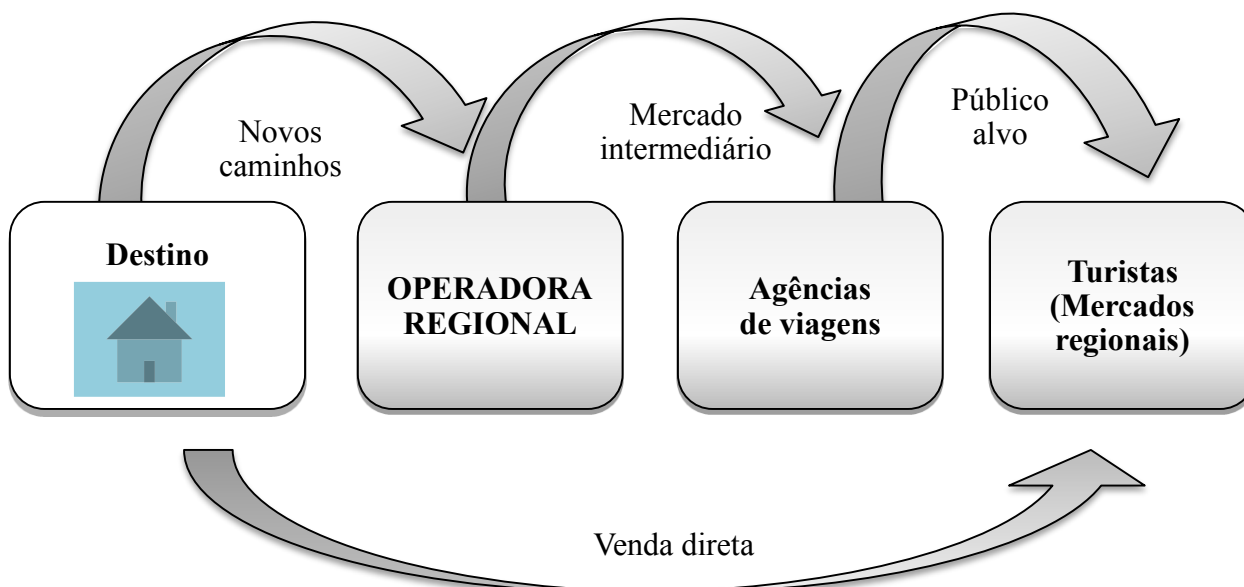 Novos
caminhos
Mercado
intermediário
Público
alvo
Destino
OPERADORA
REGIONAL
Agências
de viagens
Turistas
(Mercados
regionais)
Venda direta